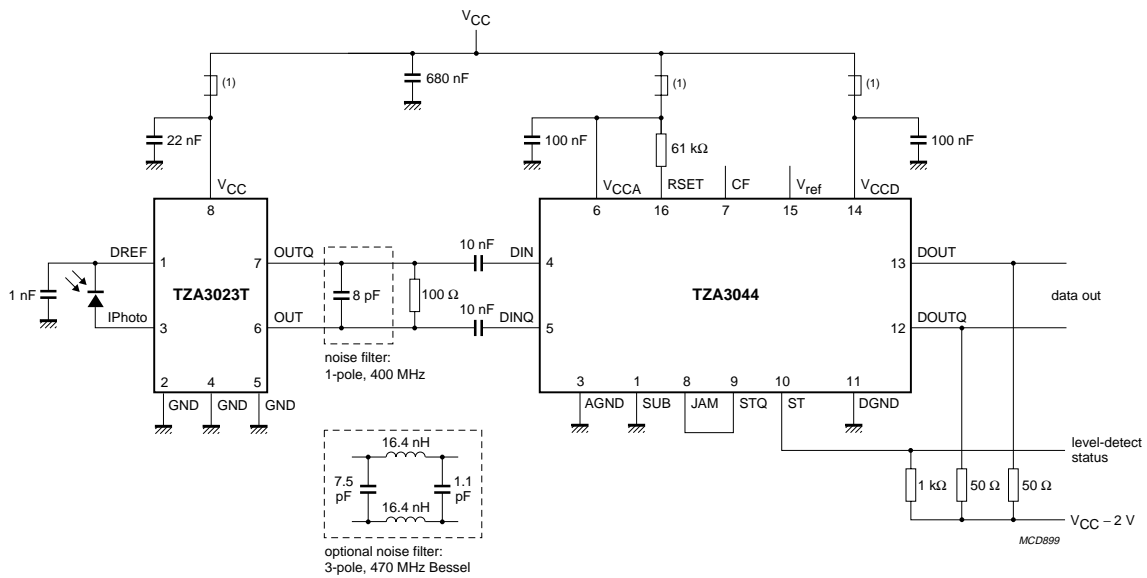 VCC
(1)
680 nF
(1)
(1)
22 nF
100 nF
61 kΩ
100 nF
VCC
8
VCCA
6
RSET
16
CF
7
Vref
15
VCCD
14
DREF
1
1 nF
IPhoto
3
TZA3023T
OUTQ
7
OUT
6
8 pF
100 Ω
10 nF
10 nF
noise filter:
1-pole, 400 MHz
DIN
4
DINQ
5
TZA3044
13
DOUT
12
DOUTQ
data out
2
GND
4
GND
5
GND
3
AGND
1
SUB
8
JAM
9
STQ
10
ST
11
DGND
16.4 nH
7.5
pF
1.1
pF
16.4 nH
optional noise filter:
3-pole, 470 MHz Bessel
level-detect
status
1 kΩ
50 Ω
50 Ω
VCC – 2 V
MCD899